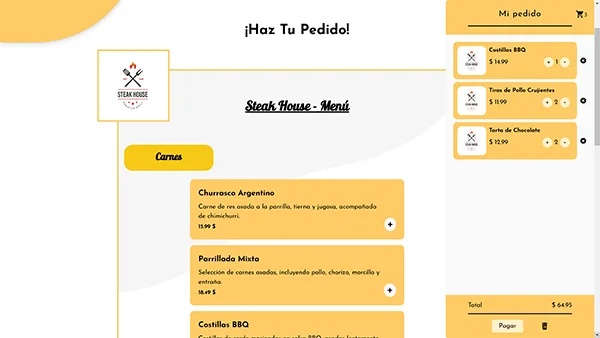 ¡Haz Tu Pedido!
STEAK HOUSE
Steak House - Menú
Carnes
Churrasco Argentino
Carne de res asada a la parrilla, tierna y jugosa, acompañada
de chimichurri.
15.99 $
+
Parrillada Mixta
Selección de carnes asadas, incluyendo pollo, chorizo, morcilla y
entraña.
18.49 $
+
Costillas BBQ
Mi pedido
Costillas BBQ
$ 14.99
+ 1 -
Tiras de Pollo Crujientes
$ 11.99
+ 2 -
Tarta de Chocolate
$ 12.99
+ 2 -
Total $ 64.95
Pagar